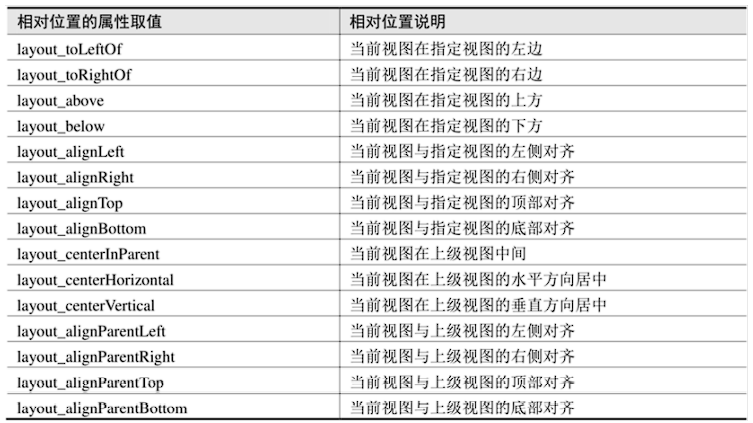 相对位置的属性取值 相对位置说明
layout_toLeftOf 当前视图在指定视图的左边
layout_toRightOf 当前视图在指定视图的右边
layout_above 当前视图在指定视图的上方
layout_below 当前视图在指定视图的下方
layout_alignLeft 当前视图与指定视图的左侧对齐
layout_alignRight 当前视图与指定视图的右侧对齐
layout_alignTop 当前视图与指定视图的顶部对齐
layout_alignBottom 当前视图与指定视图的底部对齐
layout_centerInParent 当前视图在上级视图中间
layout_centerHorizontal 当前视图在上级视图的水平方向居中
layout_centerVertical 当前视图在上级视图的垂直方向居中
layout_alignParentLeft 当前视图与上级视图的左侧对齐
layout_alignParentRight 当前视图与上级视图的右侧对齐
layout_alignParentTop 当前视图与上级视图的顶部对齐
layout_alignParentBottom 当前视图与上级视图的底部对齐